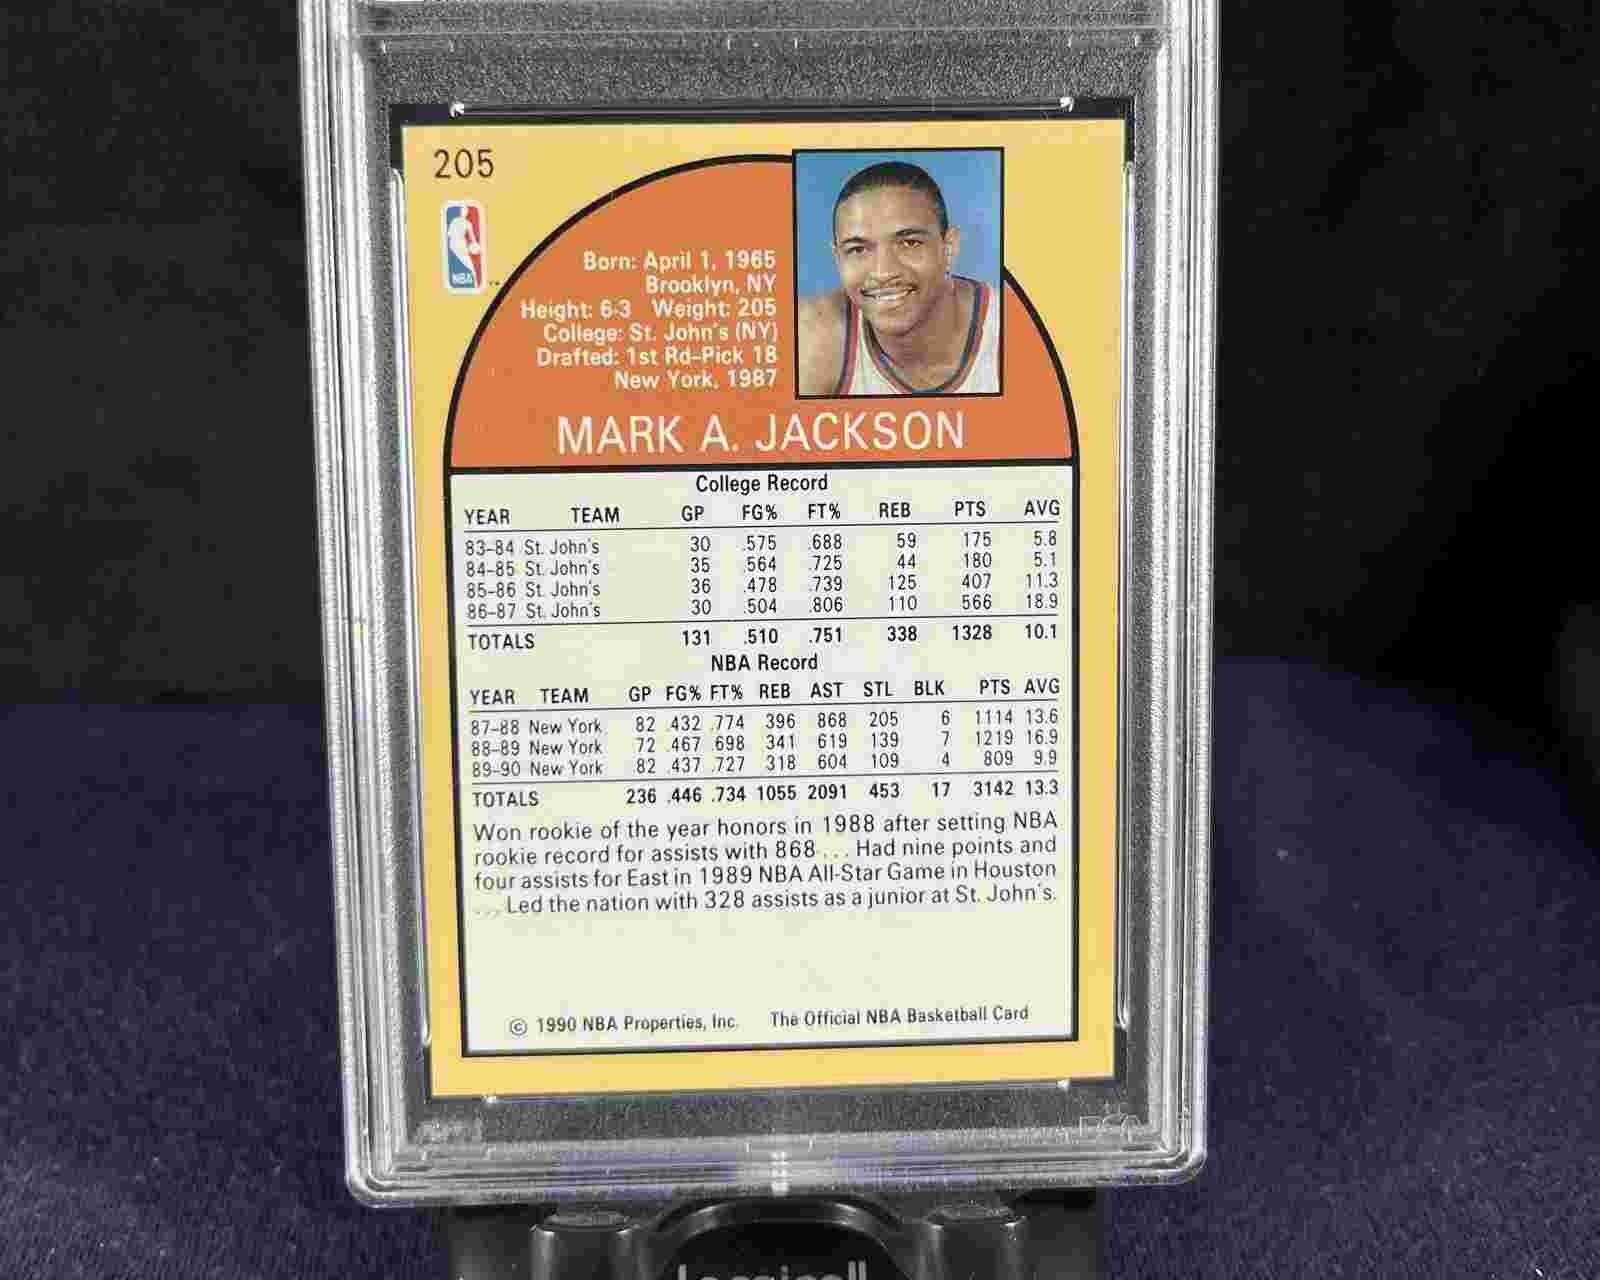 205
NBA
Born: April 1, 1965
Brooklyn, NY
Height: 6-3 Weight: 205
College: St. John's (NY)
Drafted: 1st Rd-Pick 18
New York, 1987
MARK A. JACKSON
College Record
YEAR TEAM GP FG% FT% REB PTS AVG
83-84 St. John's 30 .575 .688 59 175 5.8
84-85 St. John's 35 .564 .725 44 180 5.1
85-86 St. John's 36 .478 .739 125 407 11.3
86-87 St. John's 30 .504 .806 110 566 18.9
TOTALS 131 .510 .751 338 1328 10.1
NBA Record
YEAR TEAM GP FG% FT% REB AST STL BLK PTS AVG
87-88 New York 82 .432 .774 396 868 205 6 1114 13.6
88-89 New York 72 .467 .698 341 619 139 7 1219 16.9
89-90 New York 82 .437 .727 318 604 109 4 809 9.9
TOTALS 236 .446 .734 1055 2091 453 17 3142 13.3
Won rookie of the year honors in 1988 after setting NBA
rookie record for assists with 868 ... Had nine points and
four assists for East in 1989 NBA All-Star Game in Houston
... Led the nation with 328 assists as a junior at St. John's.
© 1990 NBA Properties, Inc. The Official NBA Basketball Card